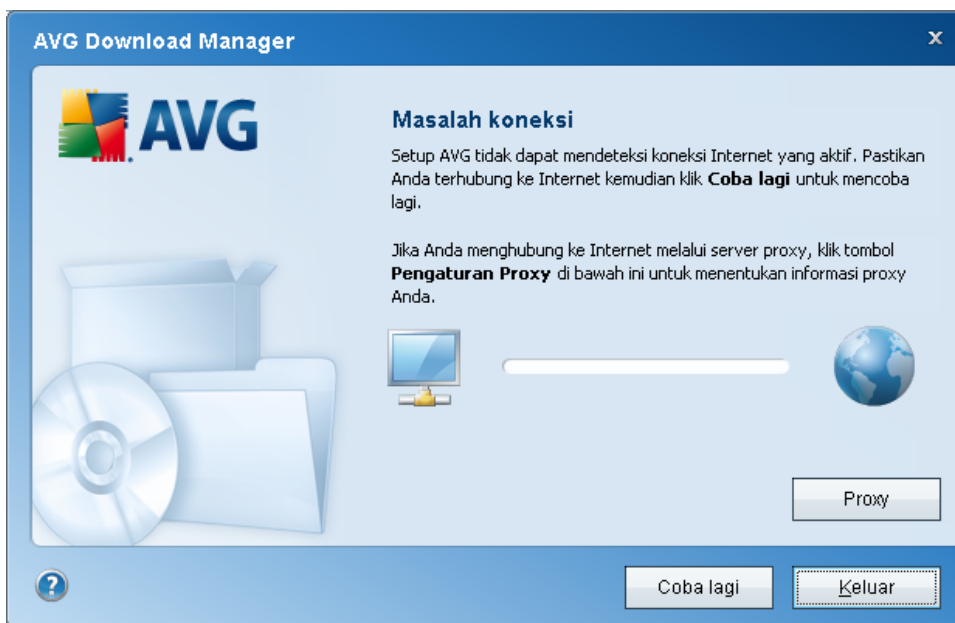 AVG Download Manager
x
AVG
Masalah koneksi
Setup AVG tidak dapat mendeteksi koneksi Internet yang aktif. Pastikan
Anda terhubung ke Internet kemudian klik Coba lagi untuk mencoba
lagi.
Jika Anda menghubung ke Internet melalui server proxy, klik tombol
Pengaturan Proxy di bawah ini untuk menentukan informasi proxy
Anda.
Proxy
?
Coba lagi
Keluar